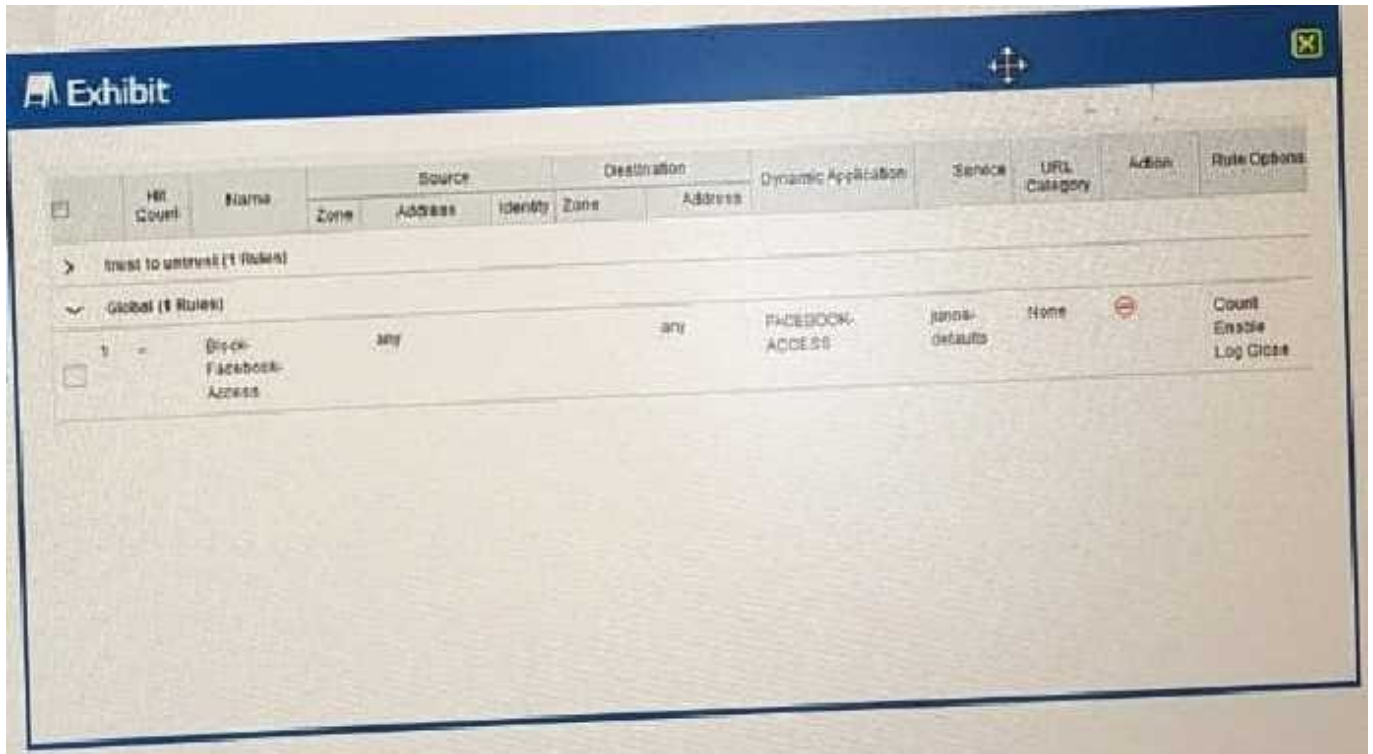 Exhibit
Source
Destination
Hit
Count
Name
Zone
Address
Identity
Zone
Address
Dynamic Application
Service
URL
Category
Action
Rule Options
trust to untrust (1 Rules)
Global (1 Rules)
1
Block-
Facebook-
Access
any
any
FACEBOOK-
ACCESS
junos-
defaults
None
Count
Enable
Log Close